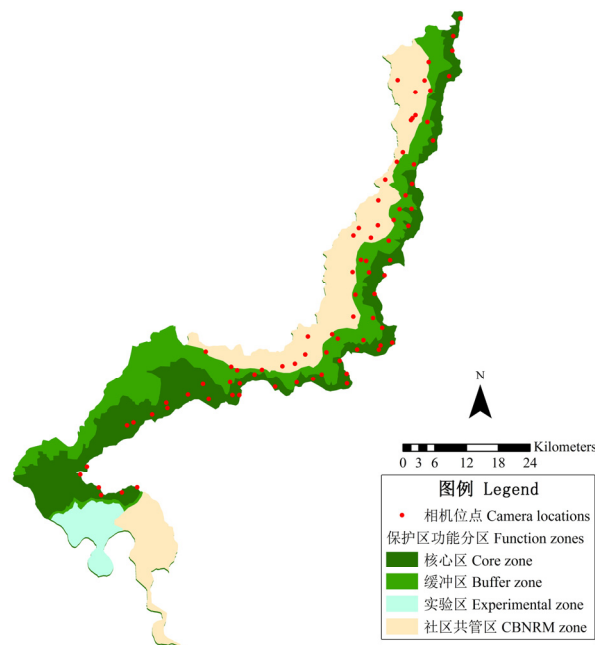 N
Kilometers
0 3 6 12 18 24
图例 Legend
相机位点 Camera locations
保护区功能分区 Function zones
核心区 Core zone
缓冲区 Buffer zone
实验区 Experimental zone
社区共管区 CBNRM zone